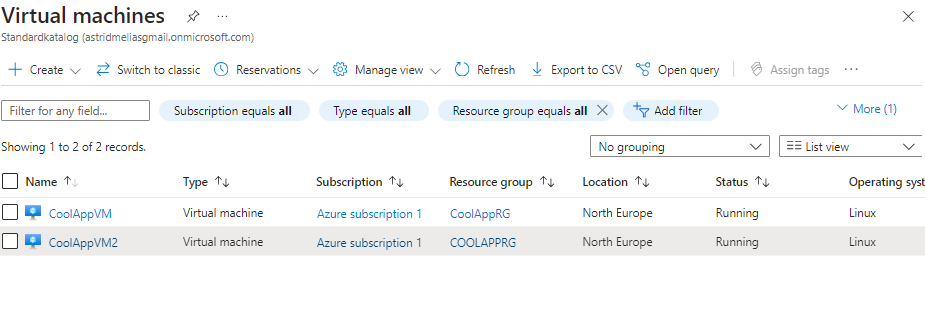 Virtual machines ...
Standardkatalog (astridmeliasgmail.onmicrosoft.com)
+ Create Switch to classic Reservations Manage view Refresh Export to CSV Open query Assign tags ...
Filter for any field... Subscription equals all Type equals all Resource group equals all Add filter More (1)
Showing 1 to 2 of 2 records. No grouping List view
Name Type Subscription Resource group Location Status Operating syst
CoolAppVM Virtual machine Azure subscription 1 CoolAppRG North Europe Running Linux
CoolAppVM2 Virtual machine Azure subscription 1 COOLAPPRG North Europe Running Linux